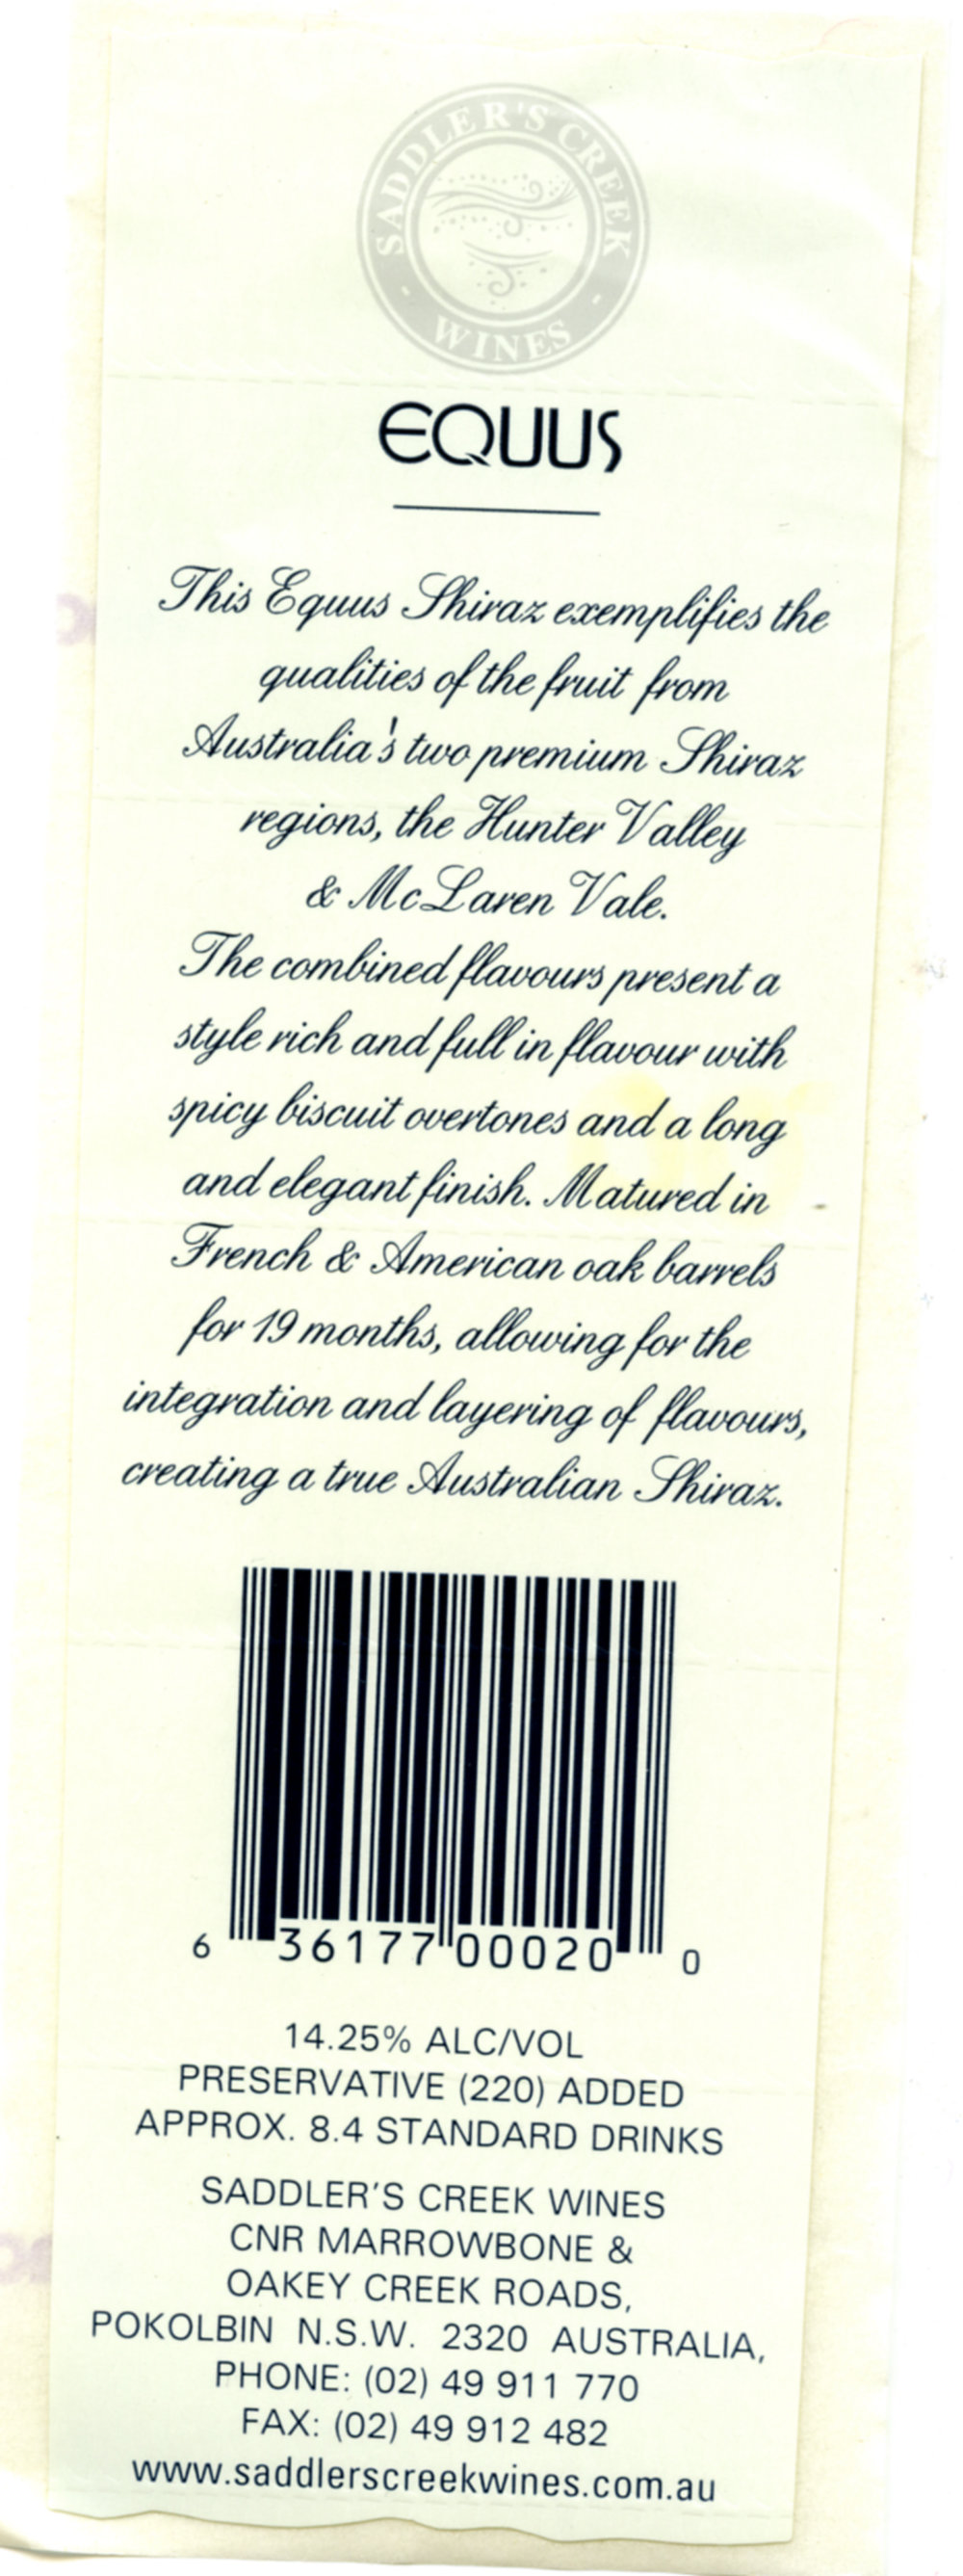 SADDLER'S CREEK
- WINES -
EQUUS
This Equus Shiraz exemplifies the
qualities of the fruit from
Australia's two premium Shiraz
regions, the Hunter Valley
& McLaren Vale.
The combined flavours present a
style rich and full in flavour with
spicy biscuit overtones and a long
and elegant finish. Matured in
French & American oak barrels
for 19 months, allowing for the
integration and layering of flavours,
creating a true Australian Shiraz.
6 36177 00020 0
14.25% ALC/VOL
PRESERVATIVE (220) ADDED
APPROX. 8.4 STANDARD DRINKS
SADDLER'S CREEK WINES
CNR MARROWBONE &
OAKEY CREEK ROADS,
POKOLBIN N.S.W. 2320 AUSTRALIA,
PHONE: (02) 49 911 770
FAX: (02) 49 912 482
www.saddlerscreekwines.com.au